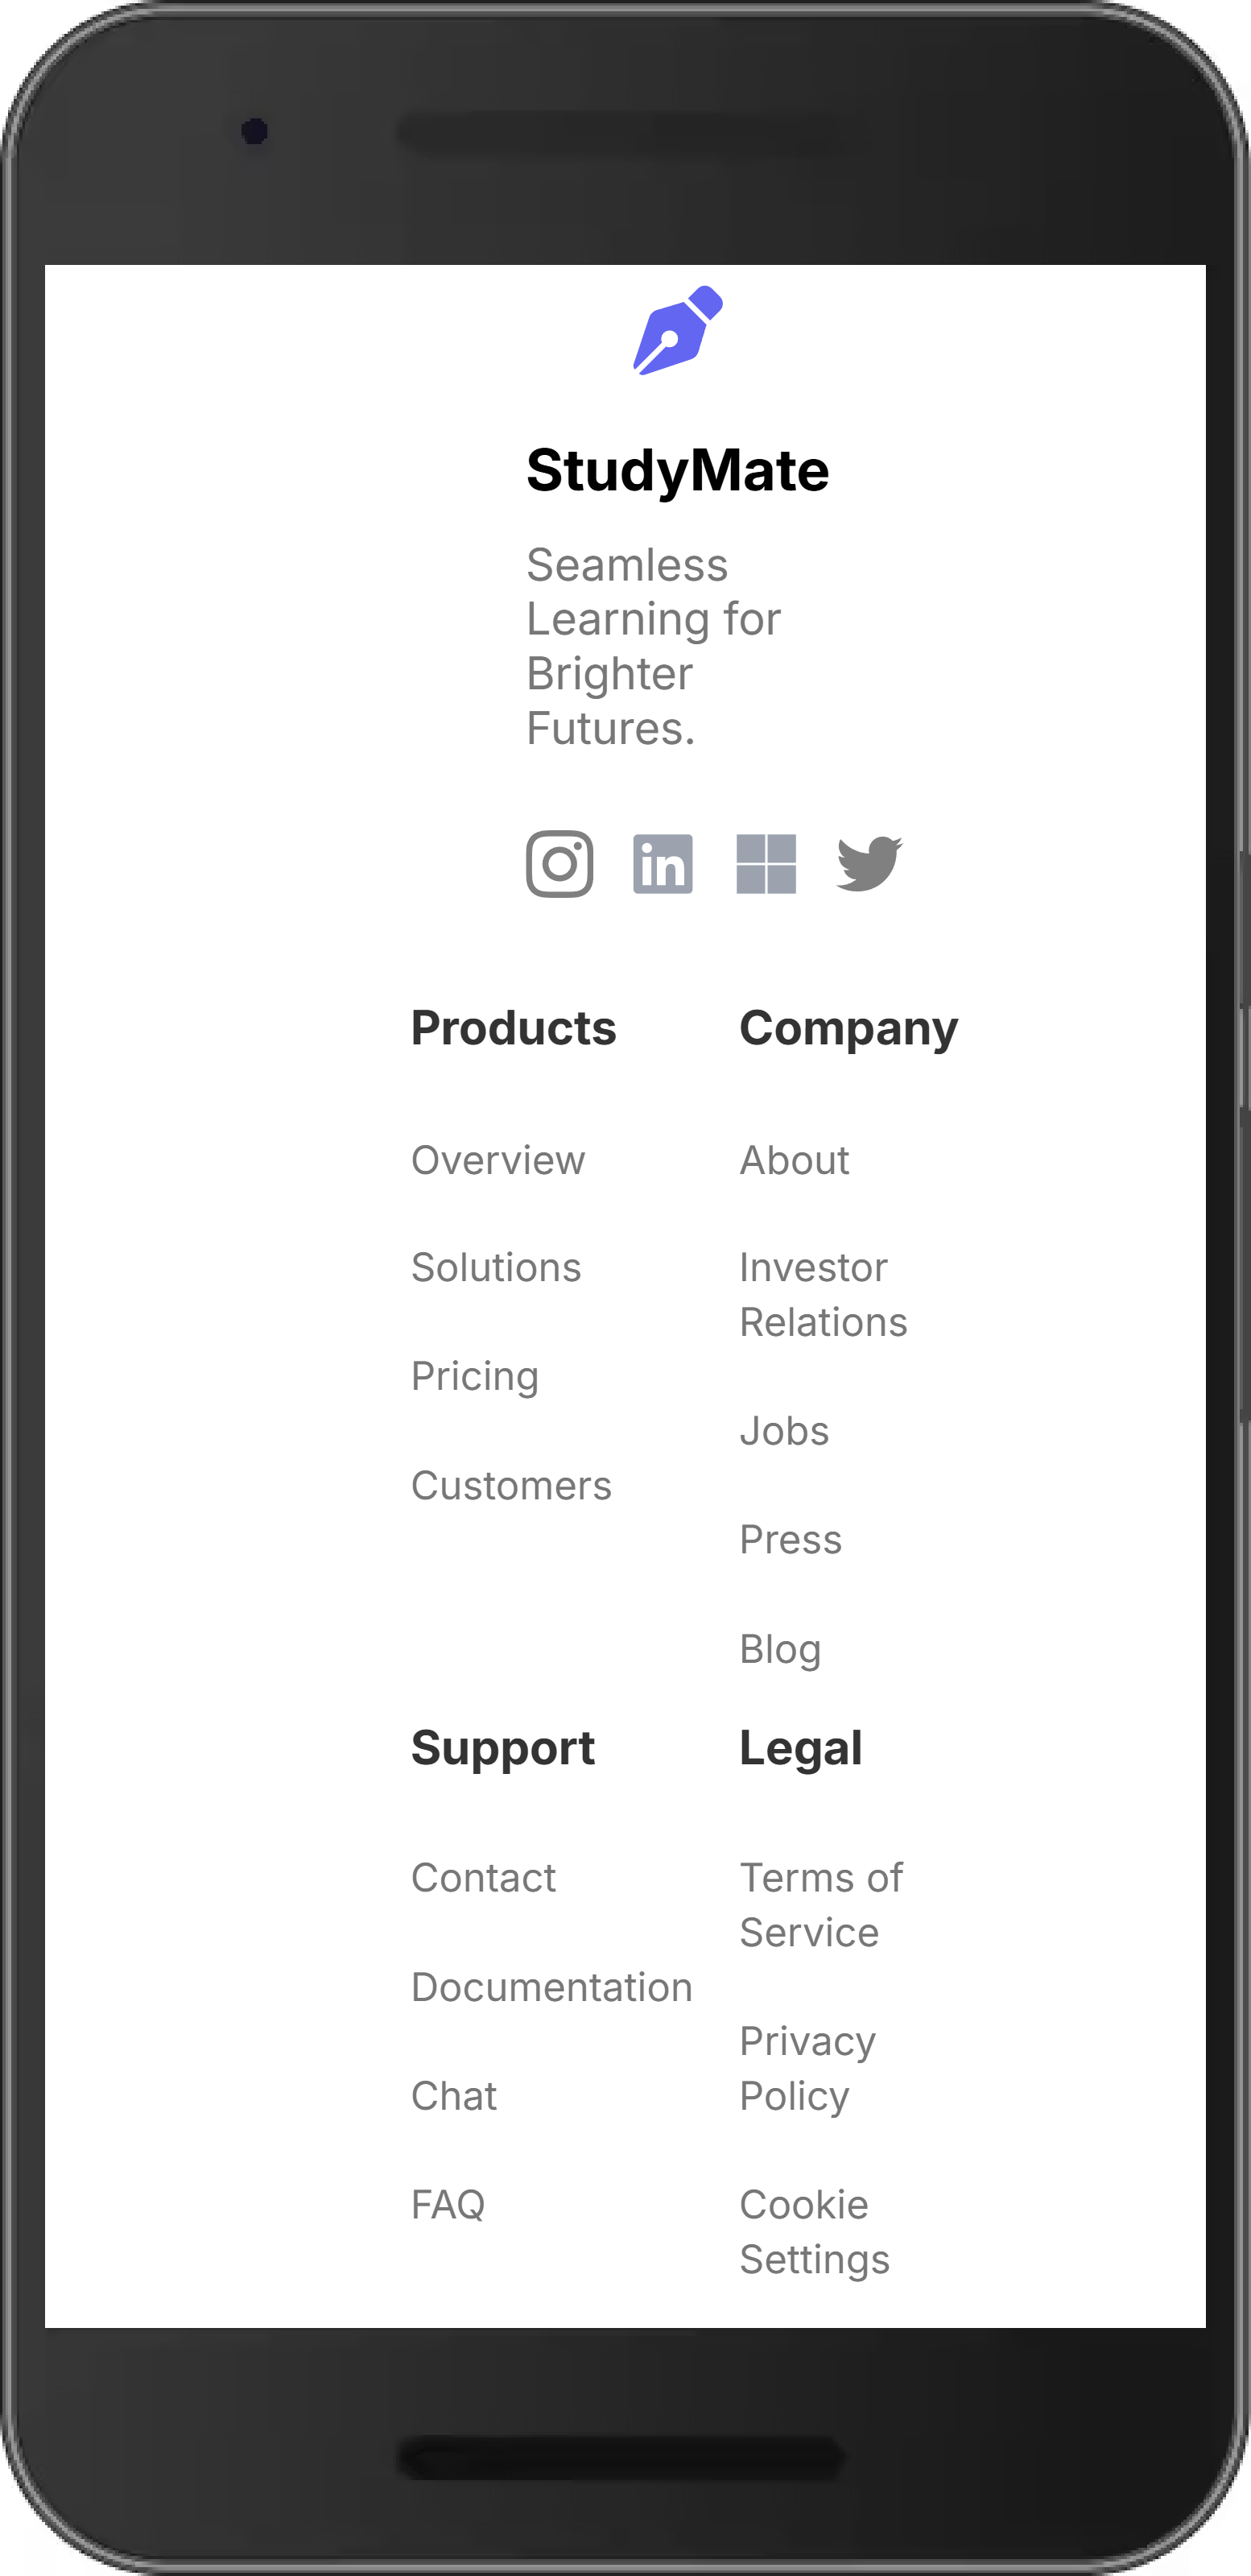 StudyMate
Seamless
Learning for
Brighter
Futures.
Products
Overview
Solutions
Pricing
Customers
Company
About
Investor
Relations
Jobs
Press
Blog
Support
Contact
Documentation
Chat
FAQ
Legal
Terms of
Service
Privacy
Policy
Cookie
Settings